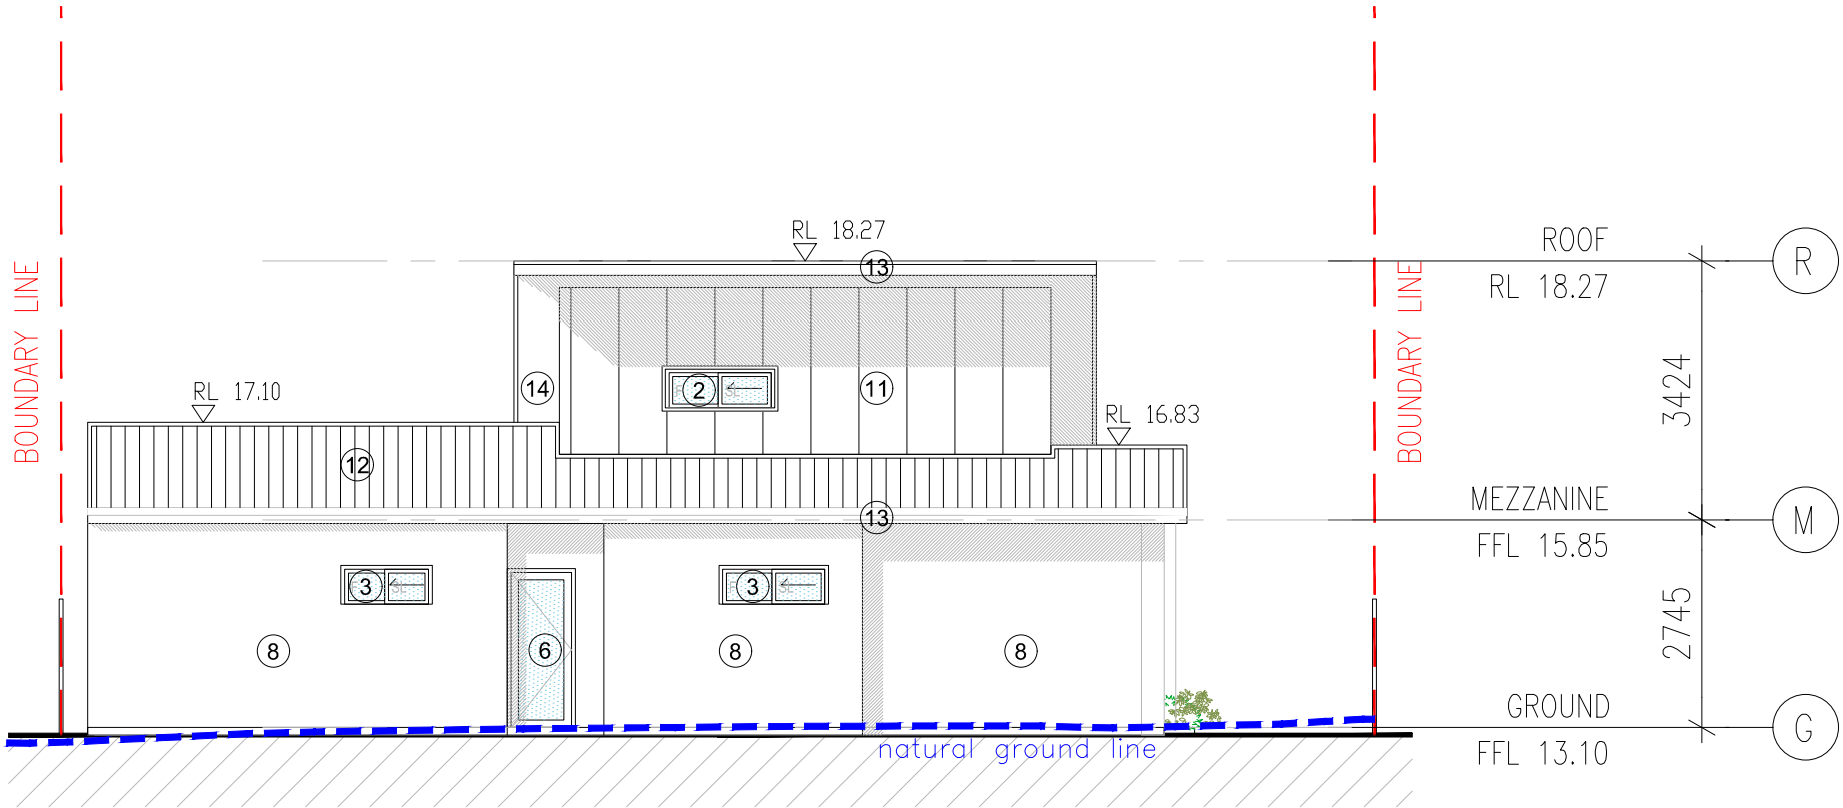 RL 18.27
13
ROOF
R
RL 18.27
BOUNDARY LINE
BOUNDARY LINE
RL 17.10
14
2
11
3424
RL 16.83
12
13
MEZZANINE
M
FFL 15.85
3
SL
3
SL
2745
8
6
8
8
GROUND
G
natural ground line
FFL 13.10